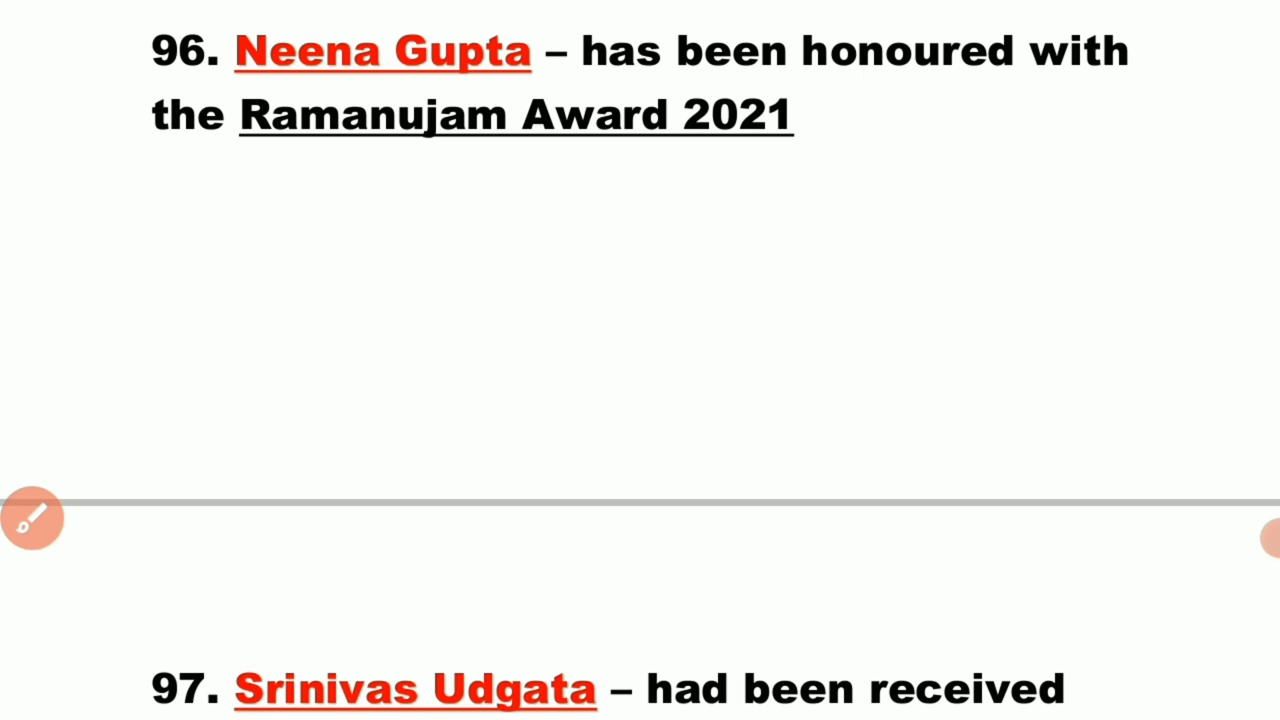 96. Neena Gupta – has been honoured with
the Ramanujam Award 2021
97. Srinivas Udgata – had been received